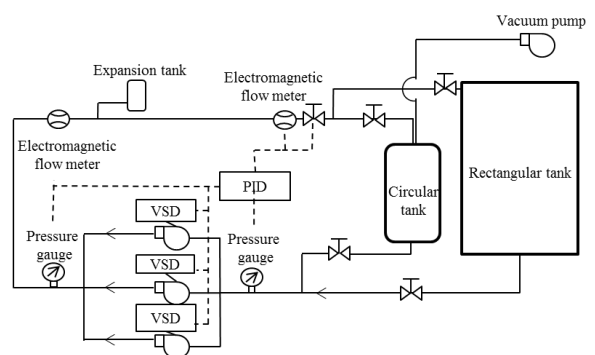 Vacuum pump
Expansion tank
Electromagnetic
flow meter
Electromagnetic
flow meter
PID
Circular
tank
Rectangular tank
VSD
Pressure
gauge
Pressure
gauge
VSD
VSD